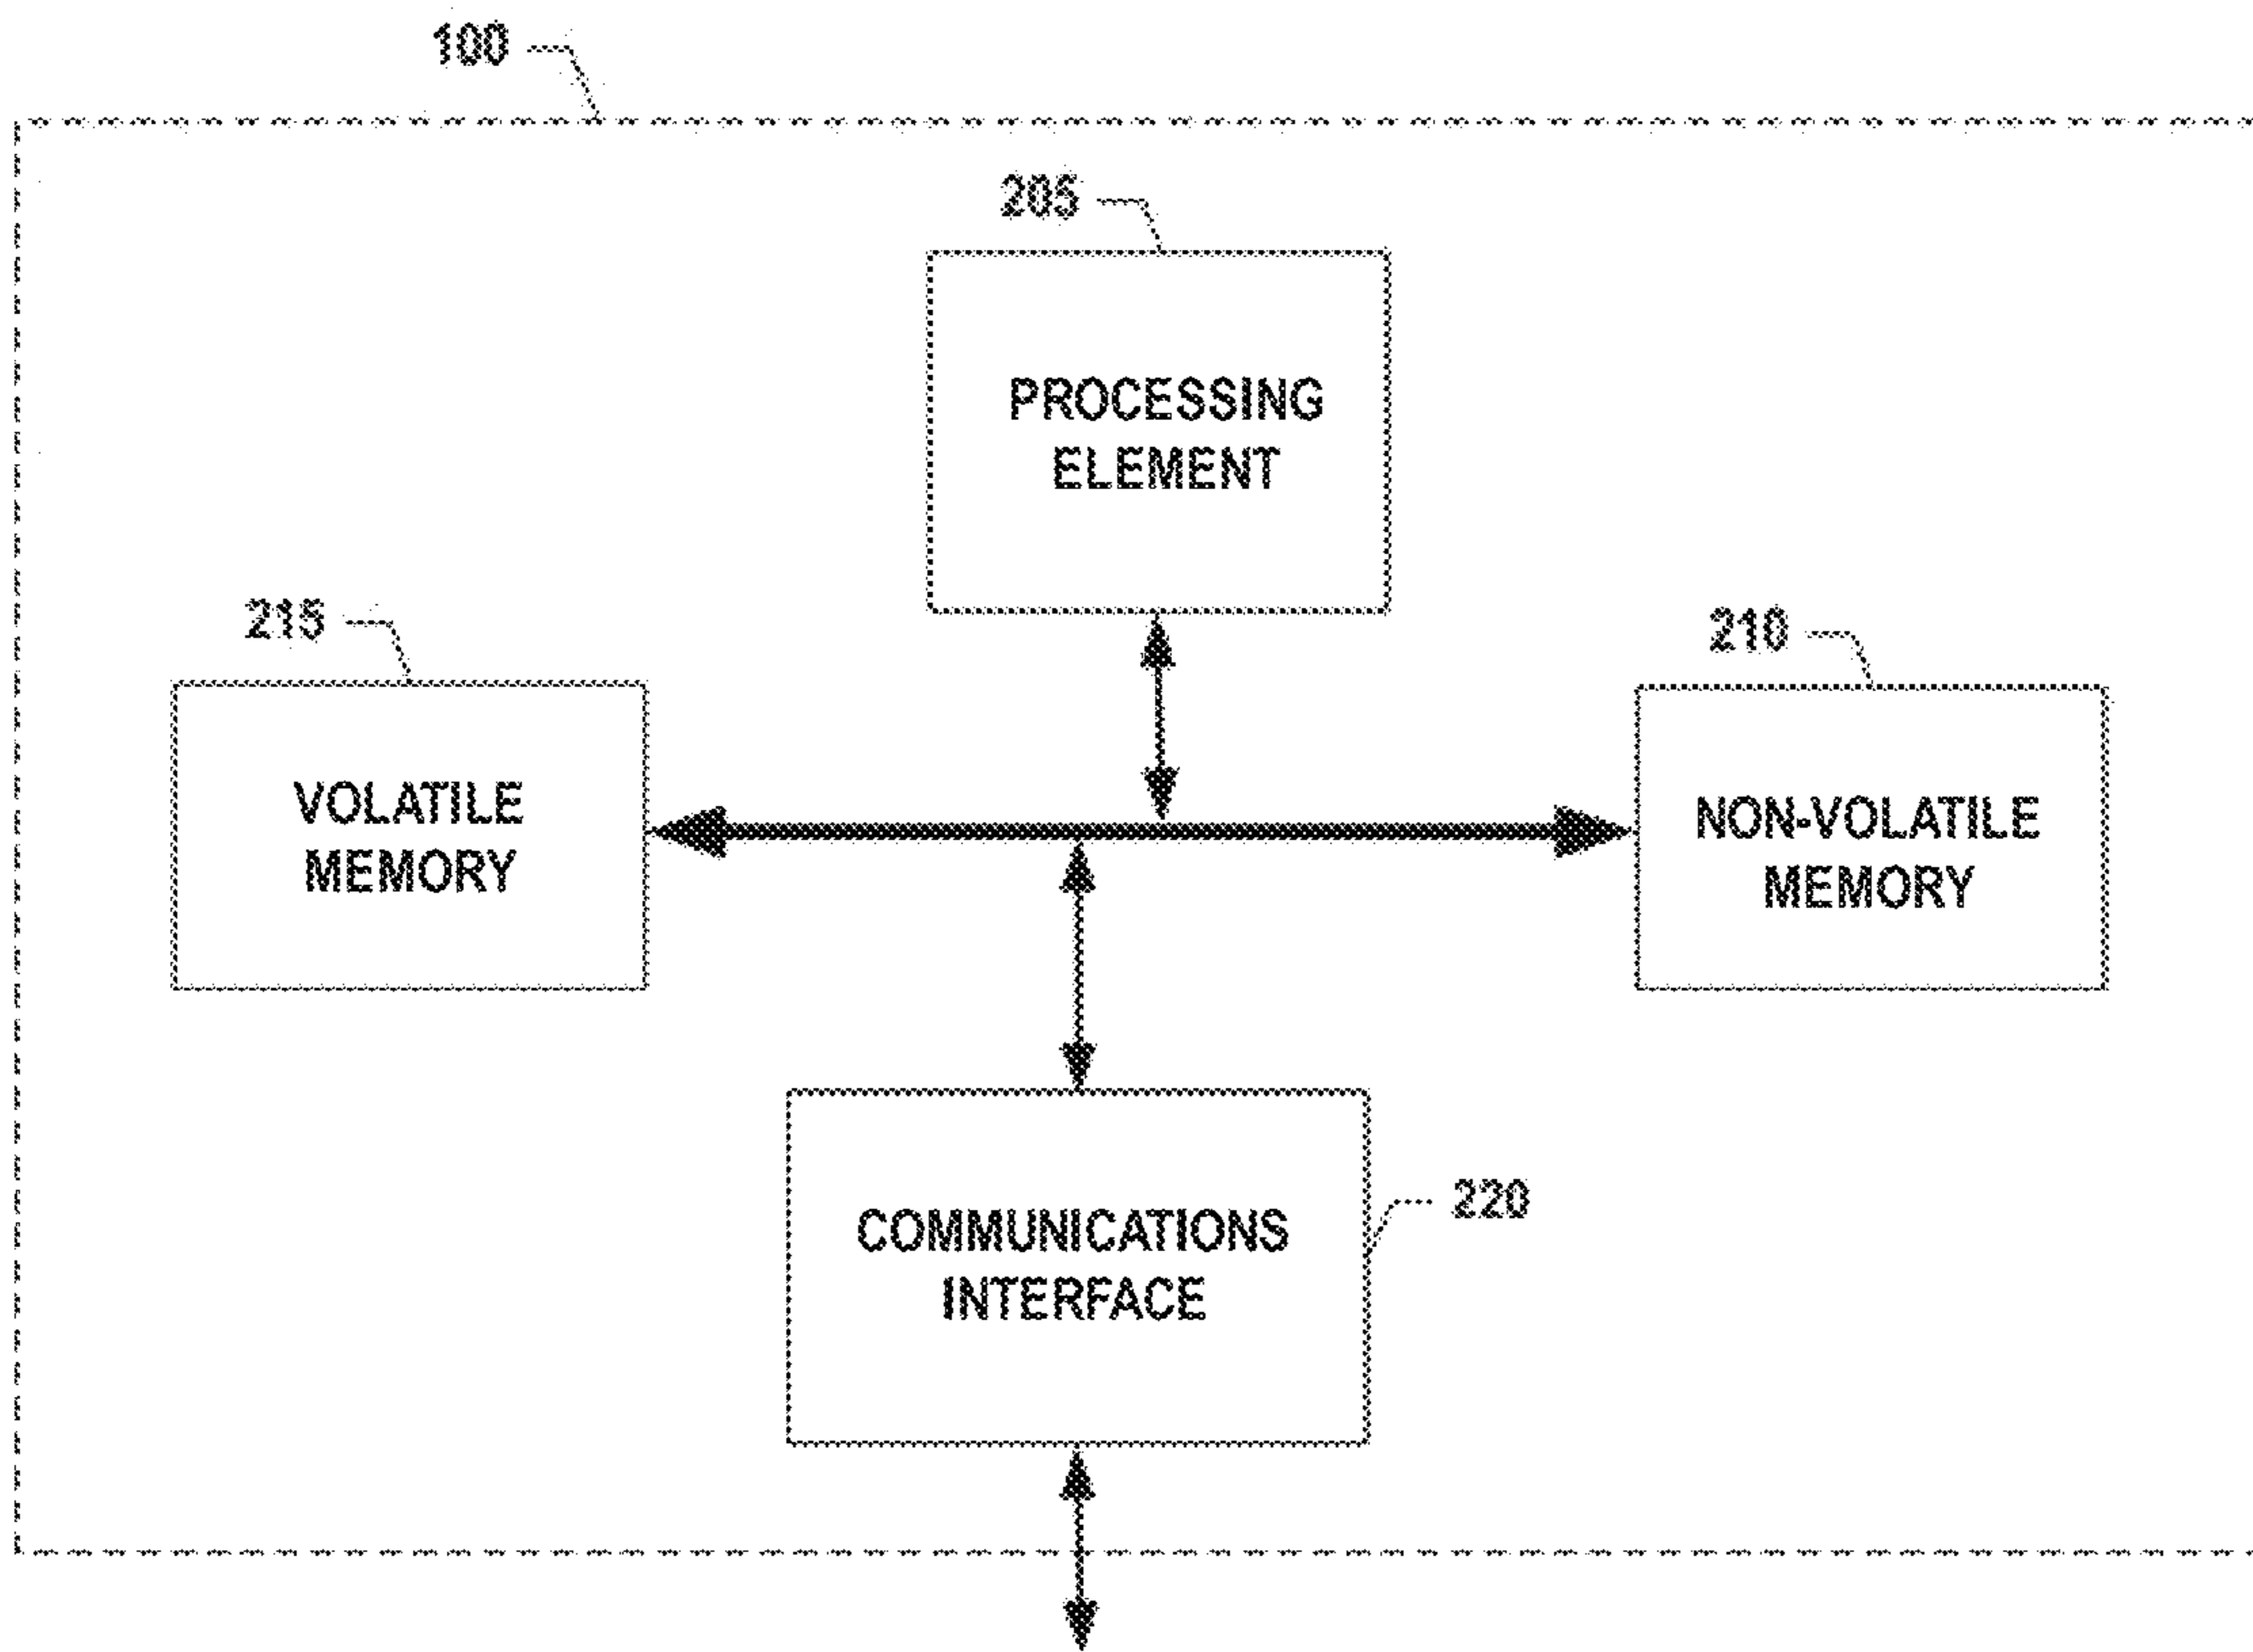 100
205
PROCESSING
ELEMENT
215
210
VOLATILE
MEMORY
NON-VOLATILE
MEMORY
220
COMMUNICATIONS
INTERFACE